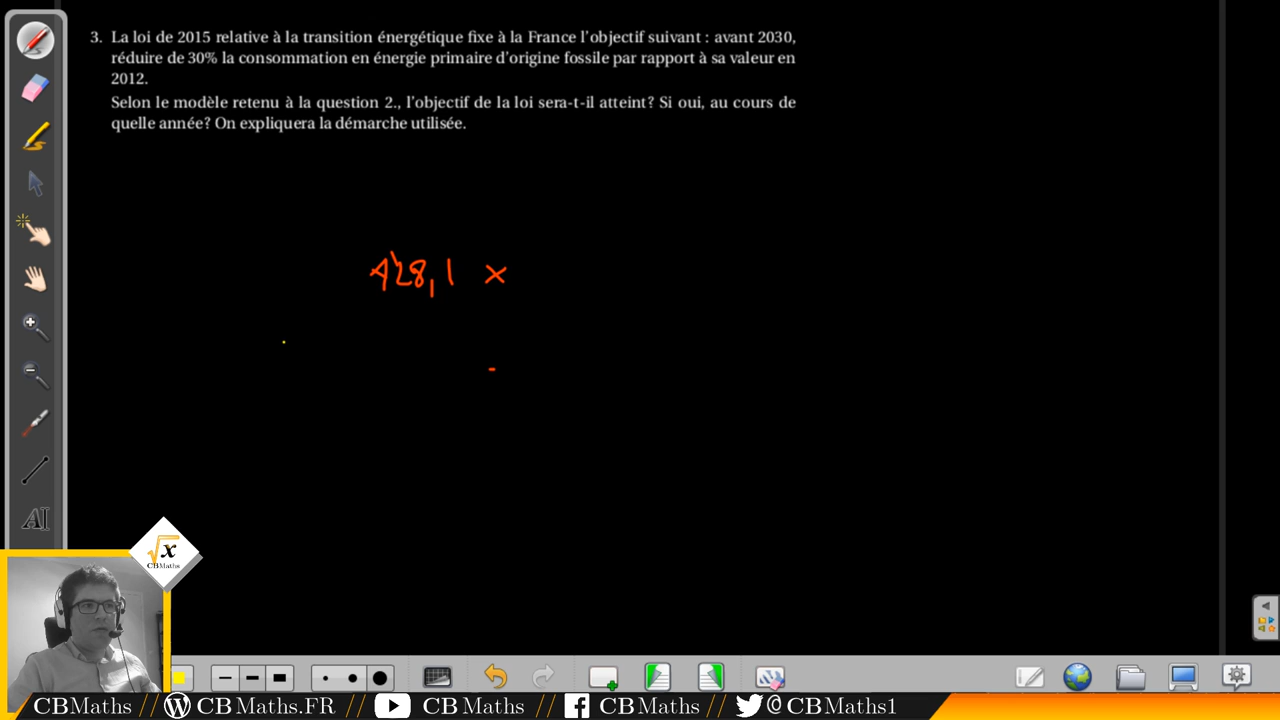 3. La loi de 2015 relative à la transition énergétique fixe à la France l'objectif suivant : avant 2030,
réduire de 30% la consommation en énergie primaire d'origine fossile par rapport à sa valeur en
2012.
Selon le modèle retenu à la question 2., l'objectif de la loi sera-t-il atteint? Si oui, au cours de
quelle année? On expliquera la démarche utilisée.
428,1 ×
-
AI
√x
CBMaths
CBMaths CBMaths.FR / CBMaths CBMaths @CBMaths1